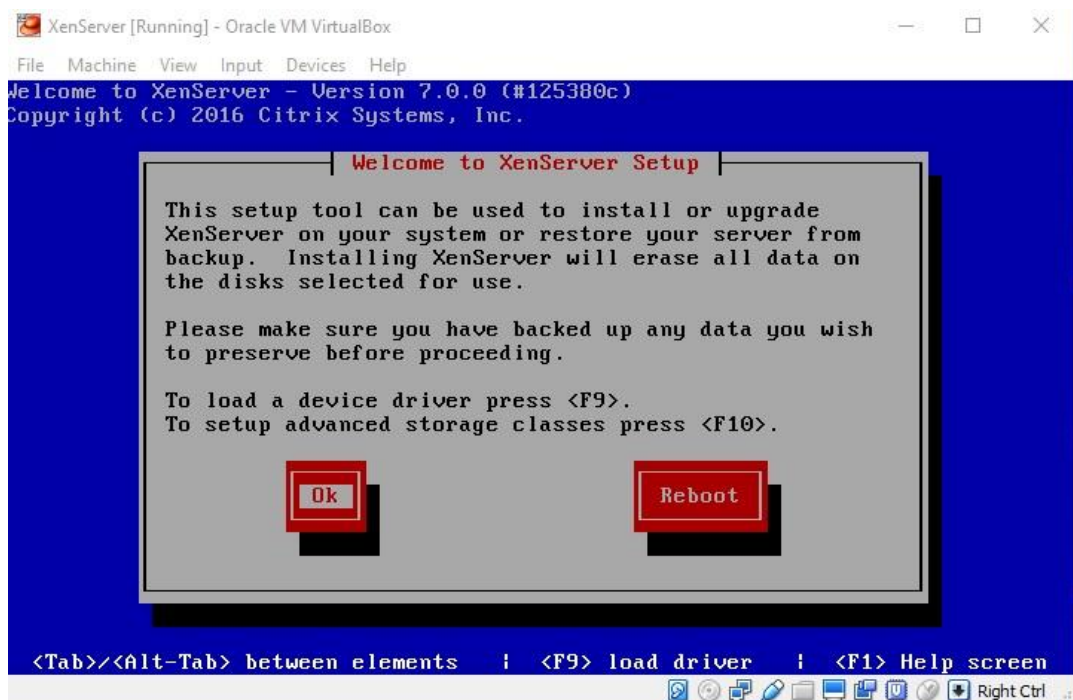 XenServer [Running] - Oracle VM VirtualBox
File Machine View Input Devices Help
Welcome to XenServer - Version 7.0.0 (#125380c)
Copyright (c) 2016 Citrix Systems, Inc.
Welcome to XenServer Setup
This setup tool can be used to install or upgrade
XenServer on your system or restore your server from
backup. Installing XenServer will erase all data on
the disks selected for use.
Please make sure you have backed up any data you wish
to preserve before proceeding.
To load a device driver press <F9>.
To setup advanced storage classes press <F10>.
Ok Reboot
<Tab>/<Alt-Tab> between elements | <F9> load driver | <F1> Help screen
Right Ctrl